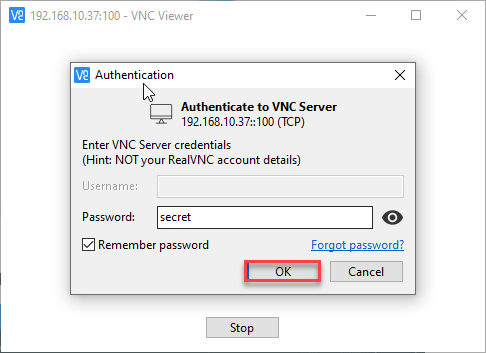 192.168.10.37:100 - VNC Viewer
Authentication
Authenticate to VNC Server
192.168.10.37::100 (TCP)
Enter VNC Server credentials
(Hint: NOT your RealVNC account details)
Username:
Password: secret
Remember password Forgot password?
OK Cancel
Stop